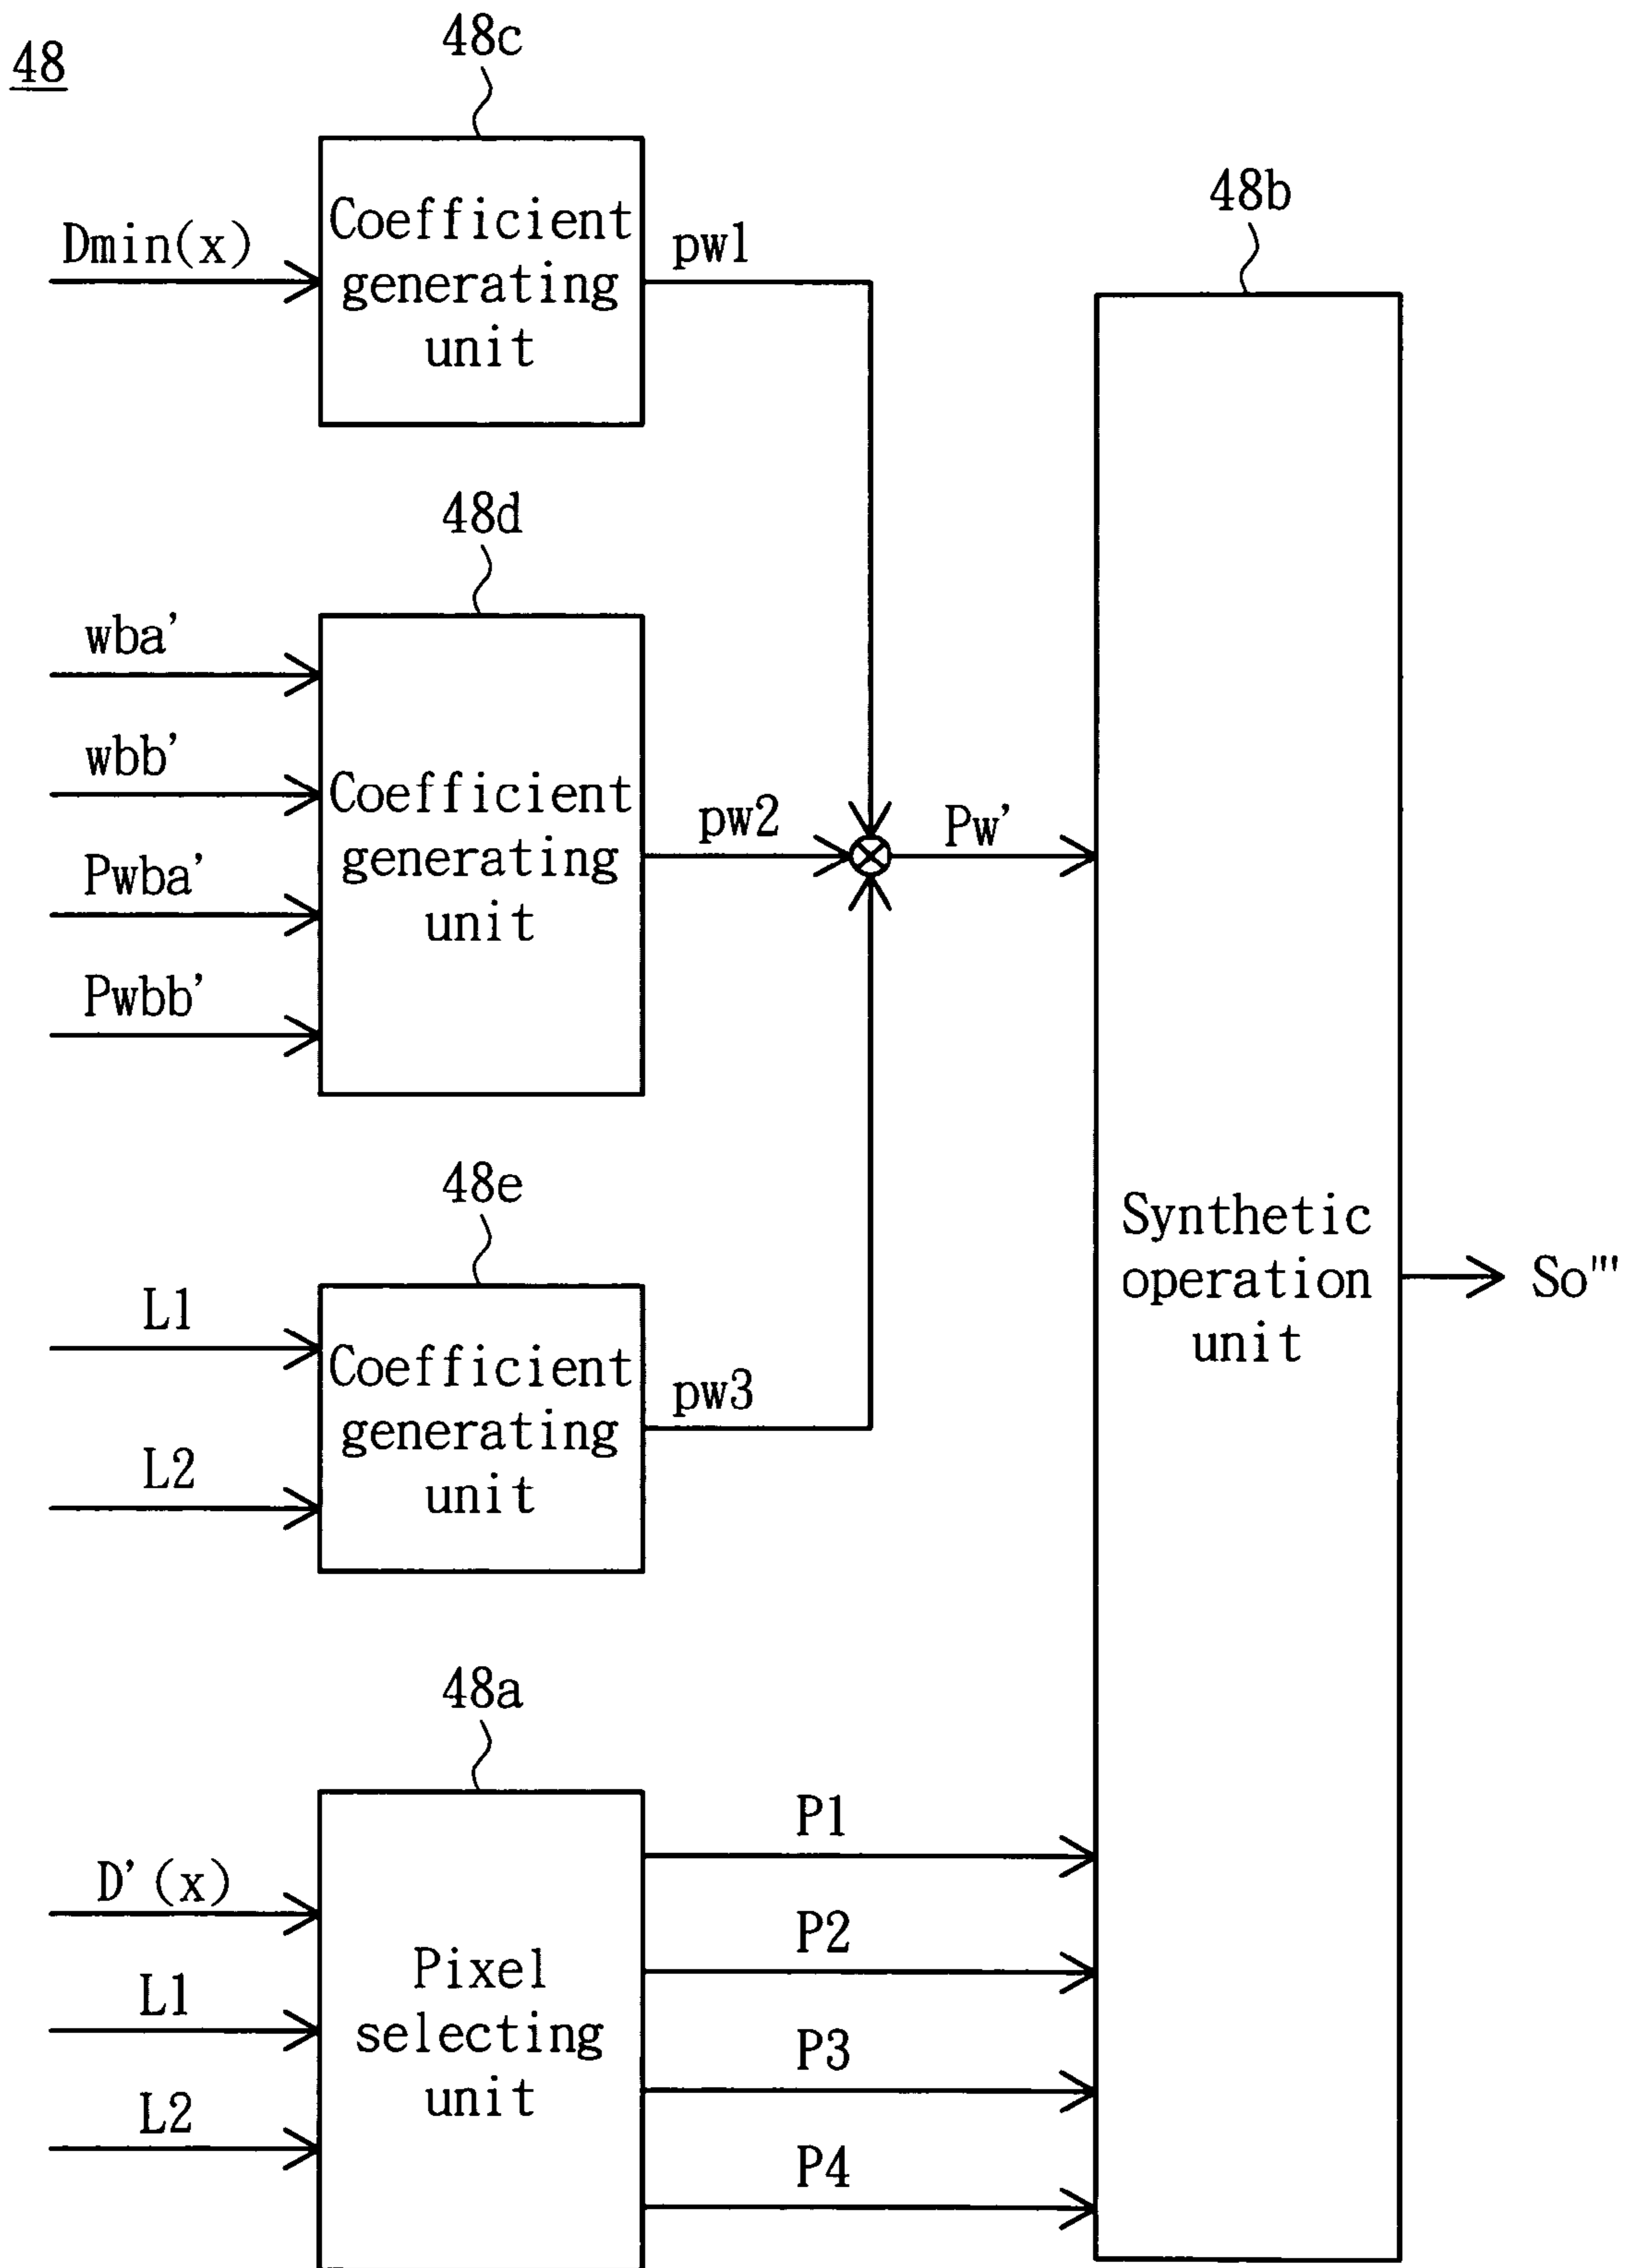 48
48c
Dmin(x)
Coefficient
generating
unit
pw1
48b
48d
wba'
wbb'
Pwba'
Pwbb'
Coefficient
generating
unit
pw2
Pw'
48e
L1
L2
Coefficient
generating
unit
pw3
Synthetic
operation
unit
So'''
48a
D'(x)
L1
L2
Pixel
selecting
unit
P1
P2
P3
P4